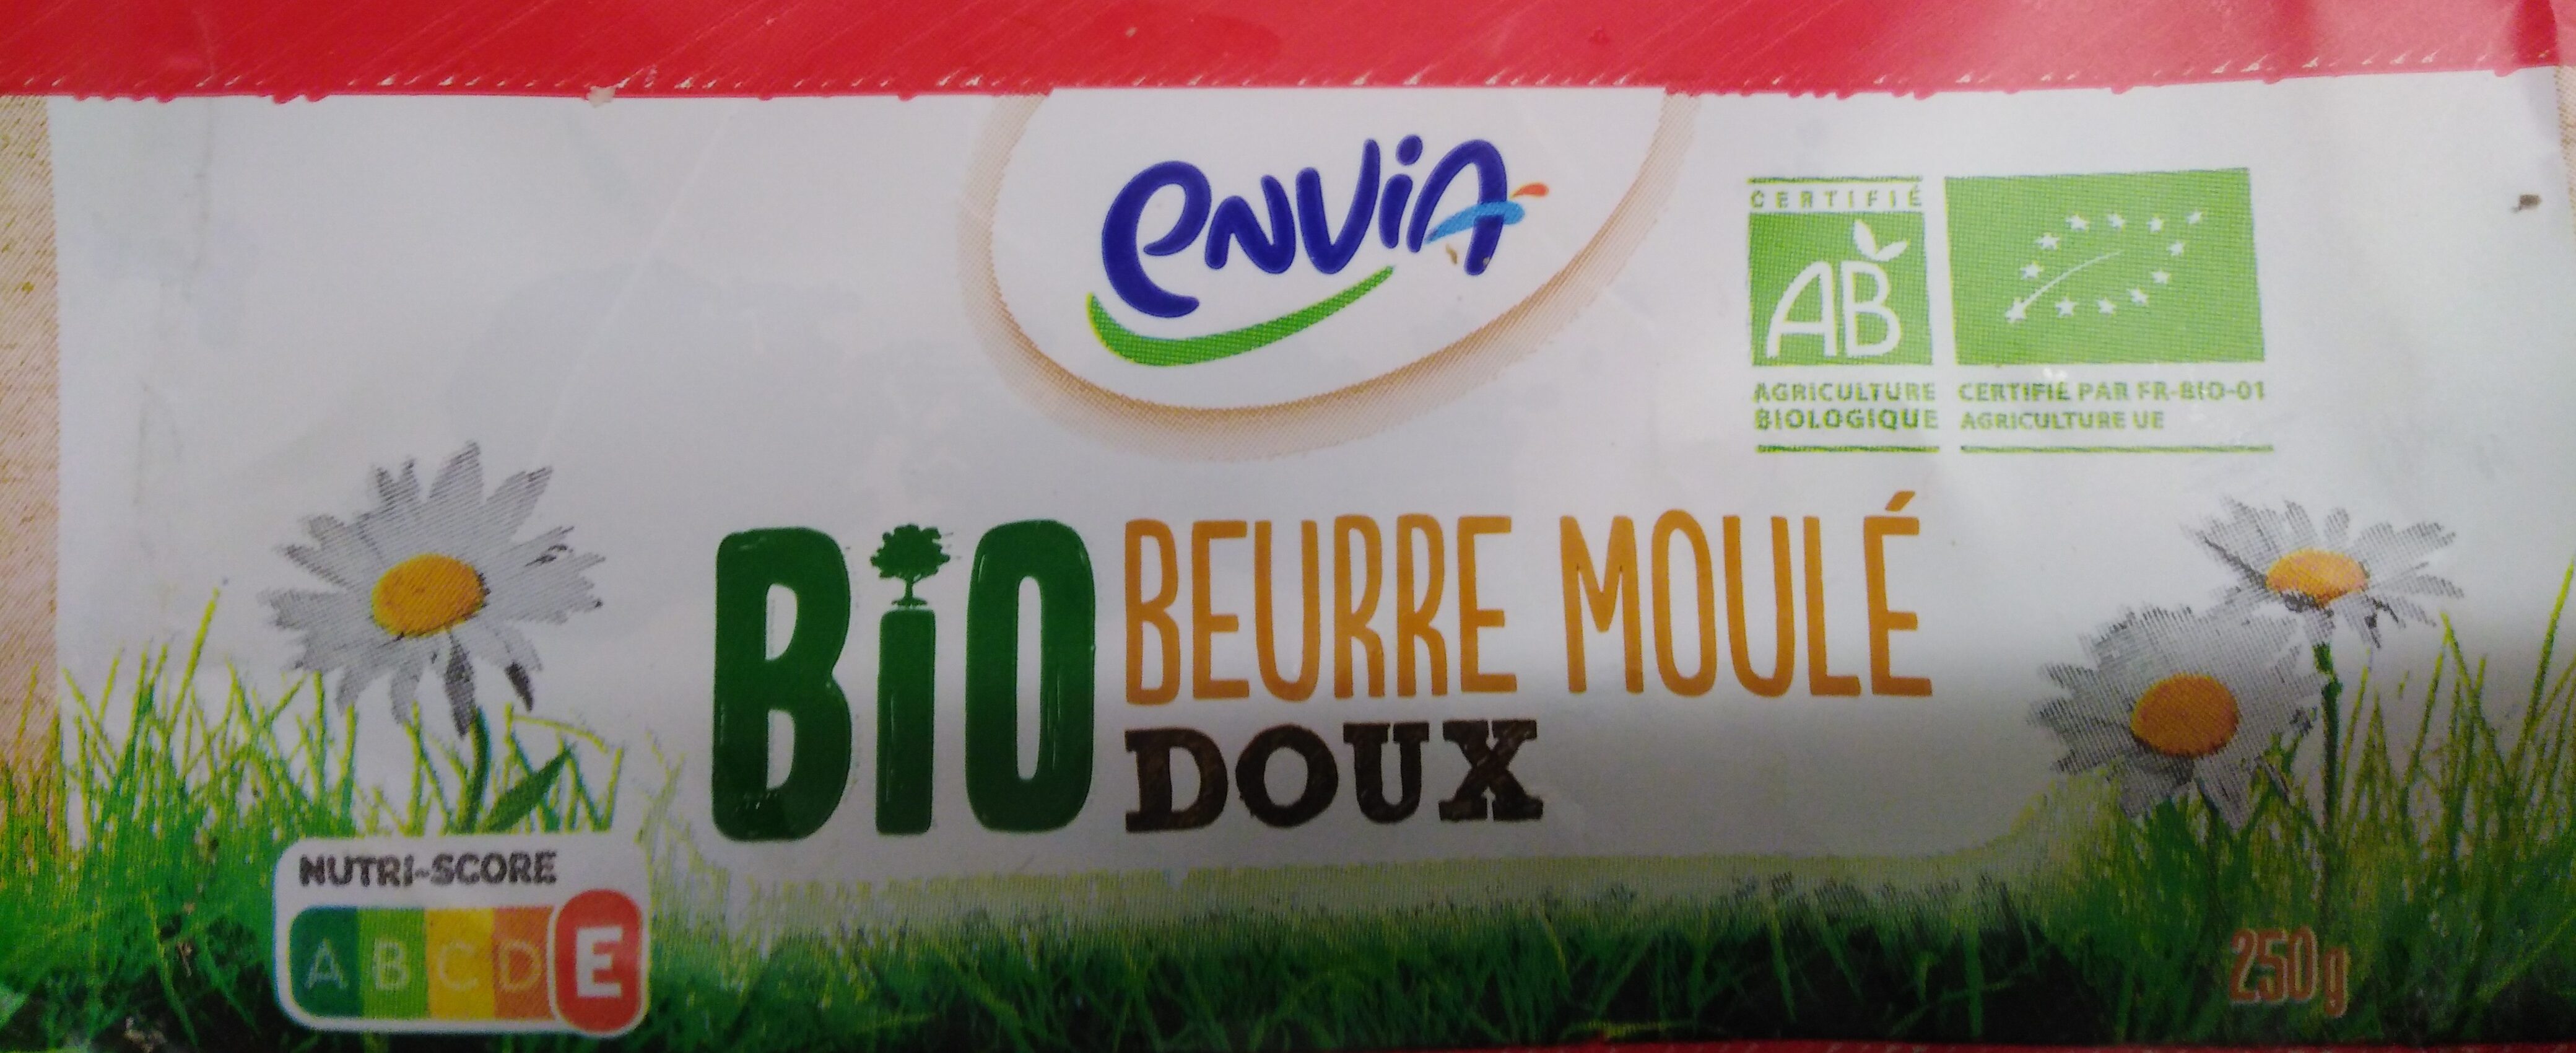 envia
CERTIFIÉ
AB
AGRICULTURE
BIOLOGIQUE
CERTIFIÉ PAR FR-BIO-01
AGRICULTURE UE
BiO
BEURRE MOULÉ
DOUX
NUTRI-SCORE
A B C D E
250g